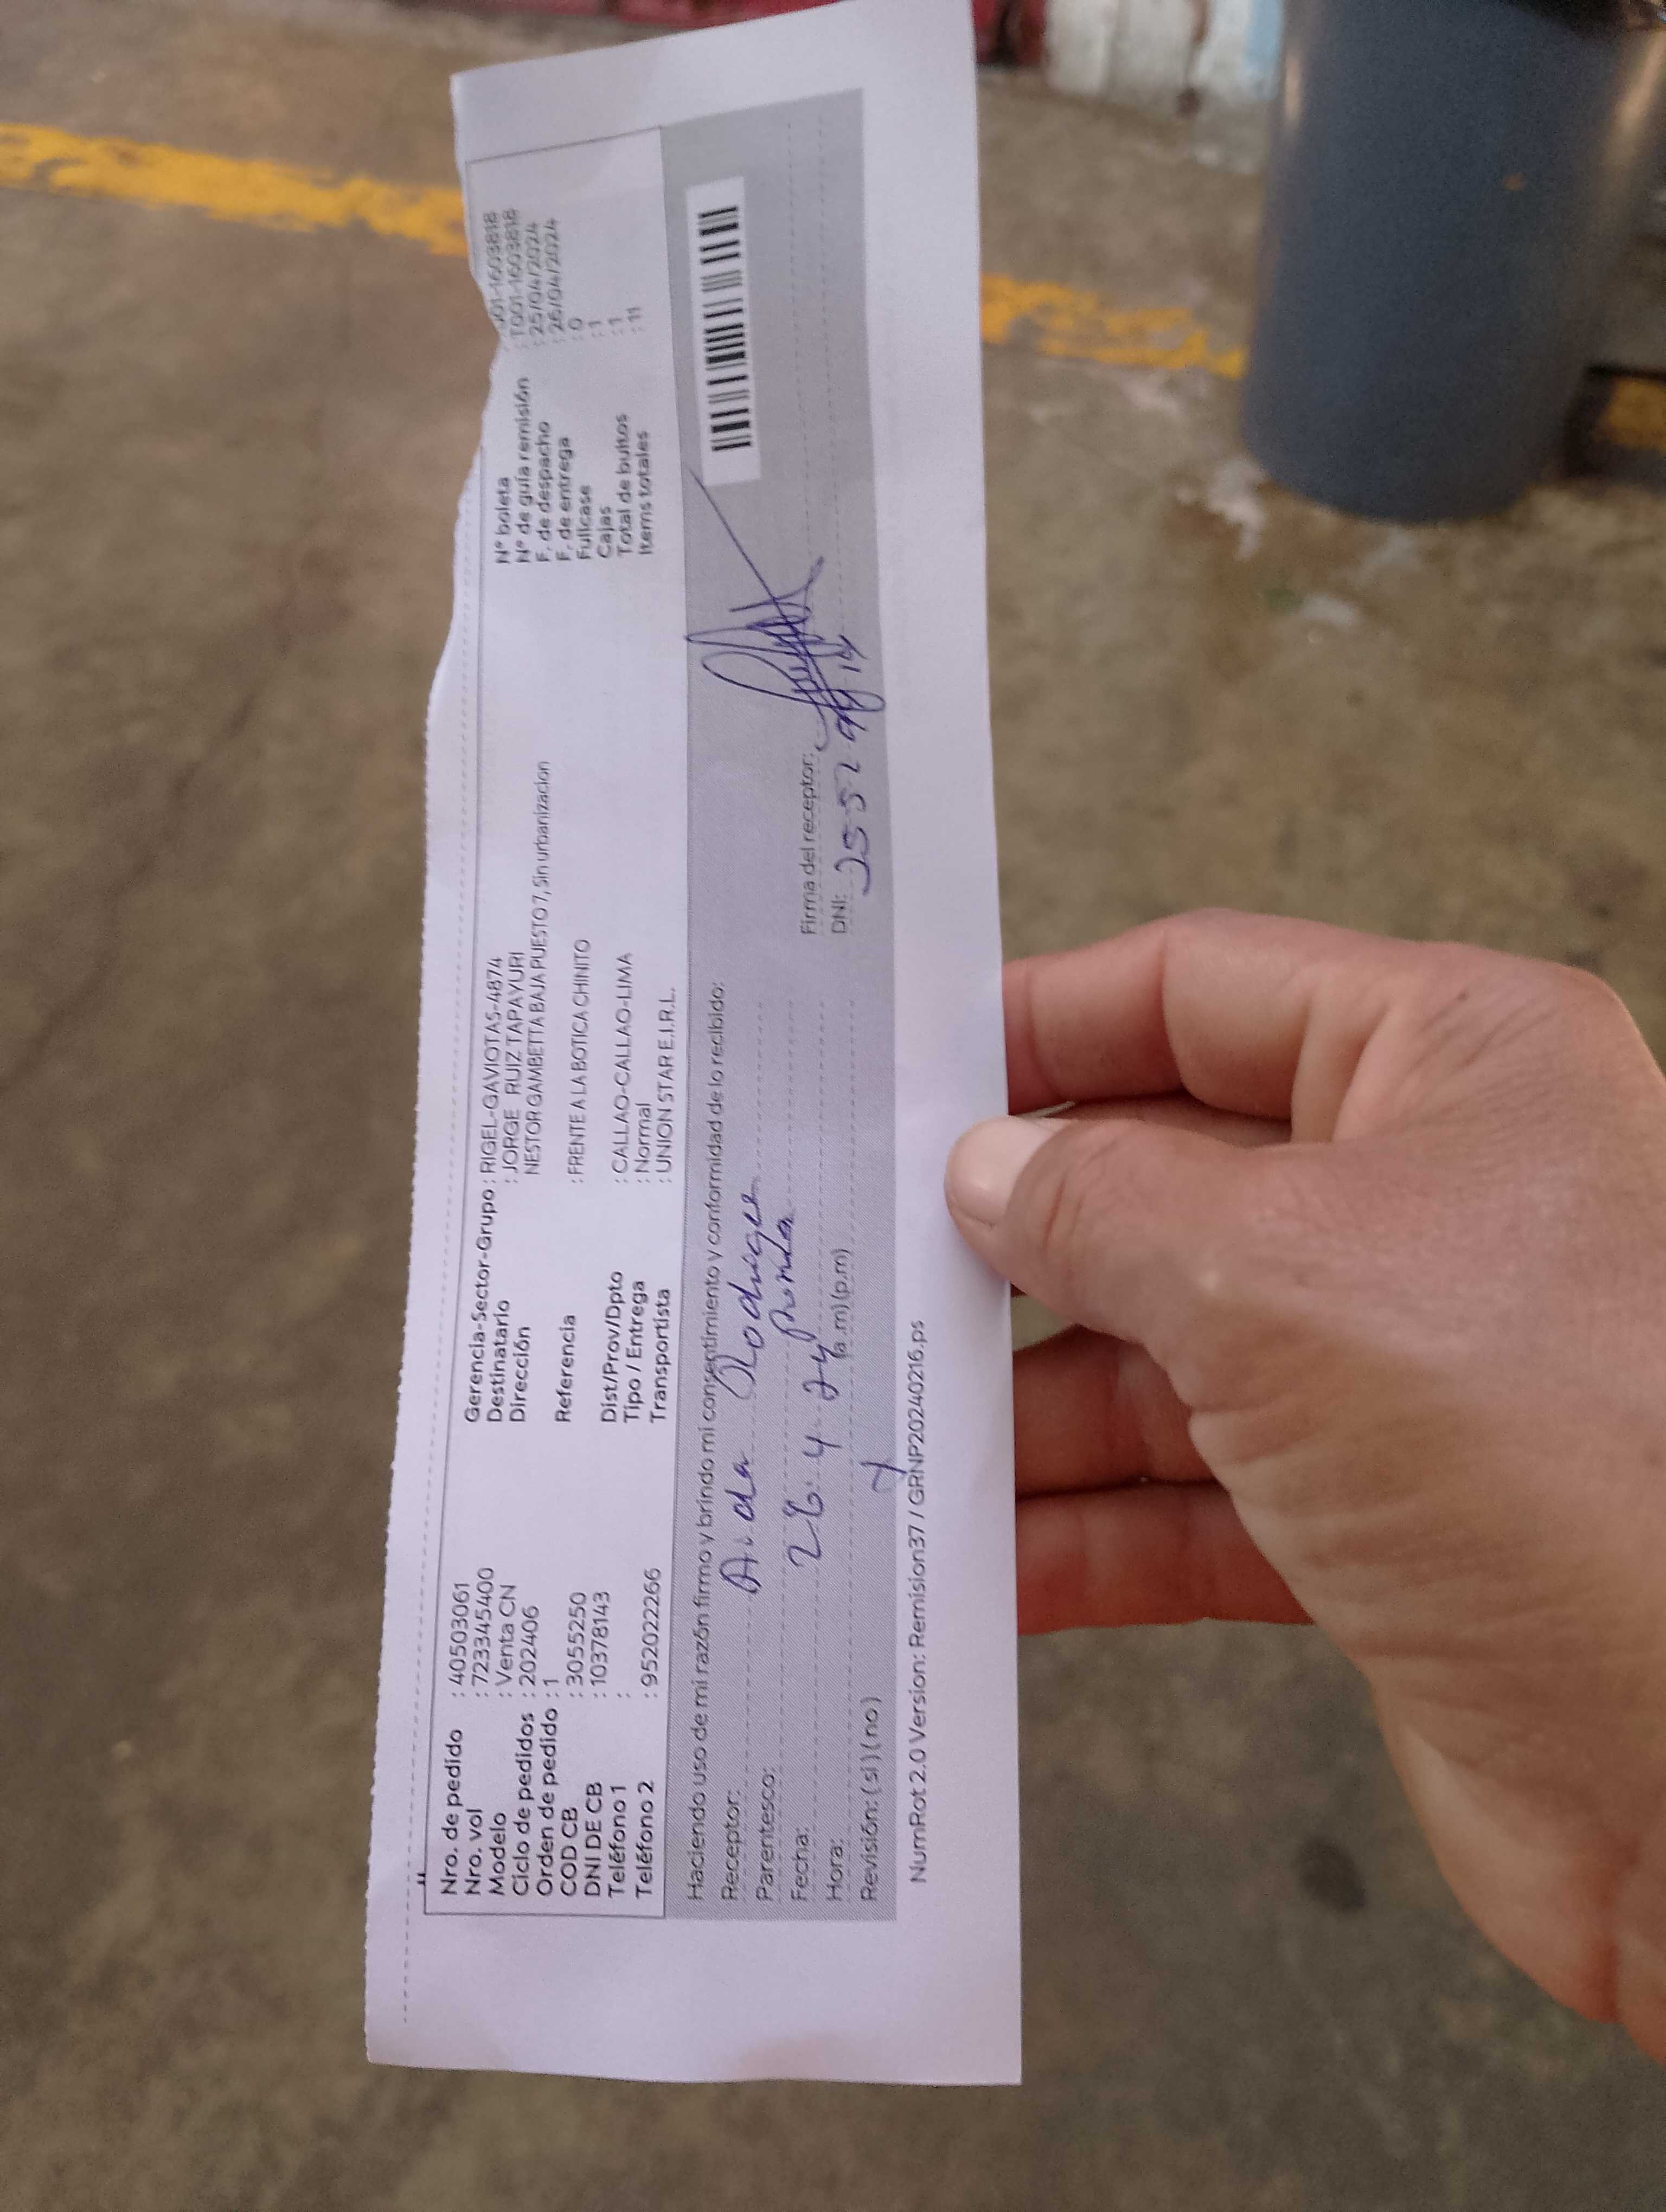 Nro. de pedido : 40503061
Nro. vol : 723345400
Modelo : Venta CN
Ciclo de pedidos : 202406
Orden de pedido : 1
COD CB : 3055250
DNI DE CB : 10378143
Teléfono 1 :
Teléfono 2 : 952022266
Gerencia-Sector-Grupo : RIGEL-GAVIOTAS-4874
Destinatario : JORGE RUIZ TAPAYURI
Dirección NESTOR GAMBETTA BAJA PUESTO 7, Sin urbanizacion
Referencia : FRENTE A LA BOTICA CHINITO
Dist/Prov/Dpto : CALLAO-CALLAO-LIMA
Tipo / Entrega : Normal
Transportista : UNION STAR E.I.R.L.
N° boleta 001-1603818
N° de guía remisión : T001-1603818
F. de despacho : 25/04/2024
F. de entrega : 26/04/2024
Fullcase : 0
Cajas : 1
Total de bultos : 1
Items totales : 11
Haciendo uso de mi razón firmo y brindo mi consentimiento y conformidad de lo recibido:
Receptor: Aida
Parentesco:
Fecha: 26 4 24
Hora: (a.m) (p.m)
Revisión: ( si ) ( no )
Firma del receptor:
DNI:
NumRot 2.0 Version: Remision37 / GRNP20240216.ps